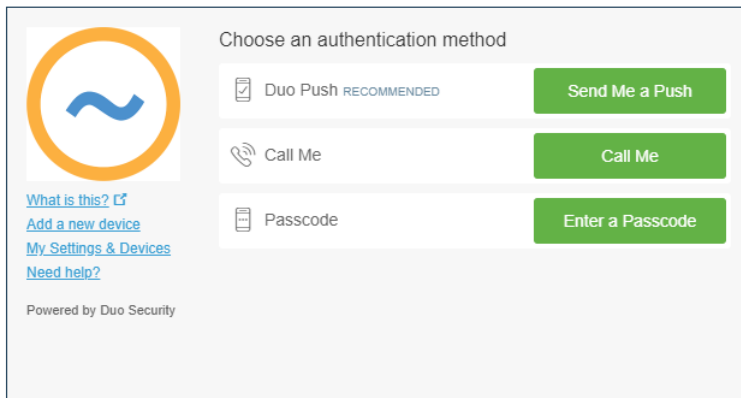 Choose an authentication method
Duo Push RECOMMENDED
Send Me a Push
Call Me
Call Me
Passcode
Enter a Passcode
What is this?
Add a new device
My Settings & Devices
Need help?
Powered by Duo Security